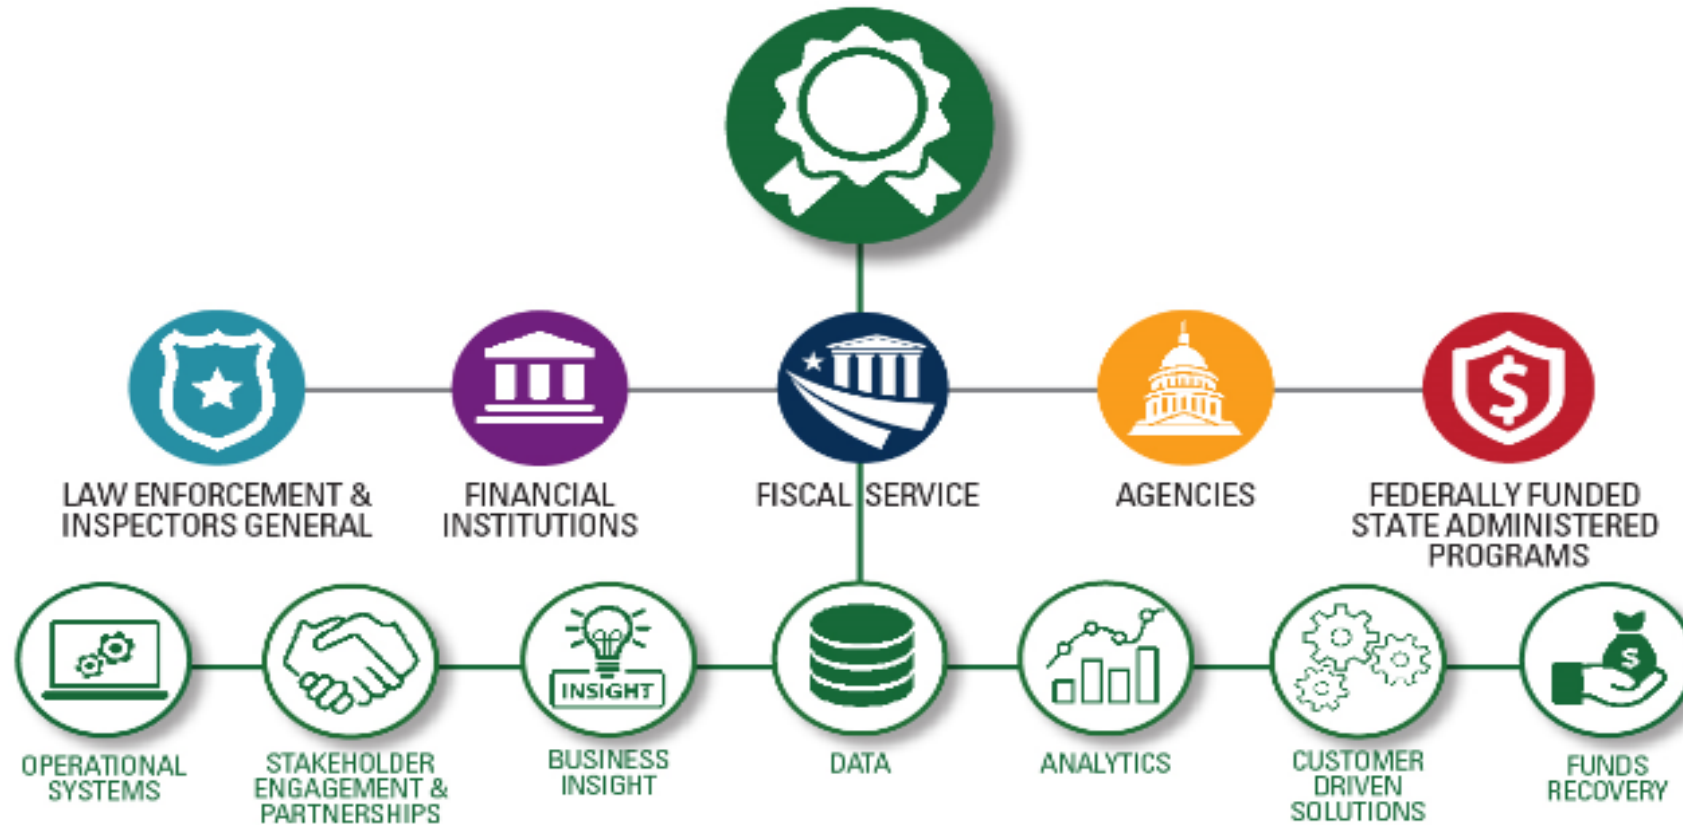 LAW ENFORCEMENT &
INSPECTORS GENERAL
FINANCIAL
INSTITUTIONS
FISCAL SERVICE
AGENCIES
$
FEDERALLY FUNDED
STATE ADMINISTERED
PROGRAMS
OPERATIONAL
SYSTEMS
STAKEHOLDER
ENGAGEMENT &
PARTNERSHIPS
INSIGHT
BUSINESS
INSIGHT
DATA
ANALYTICS
CUSTOMER
DRIVEN
SOLUTIONS
$
FUNDS
RECOVERY